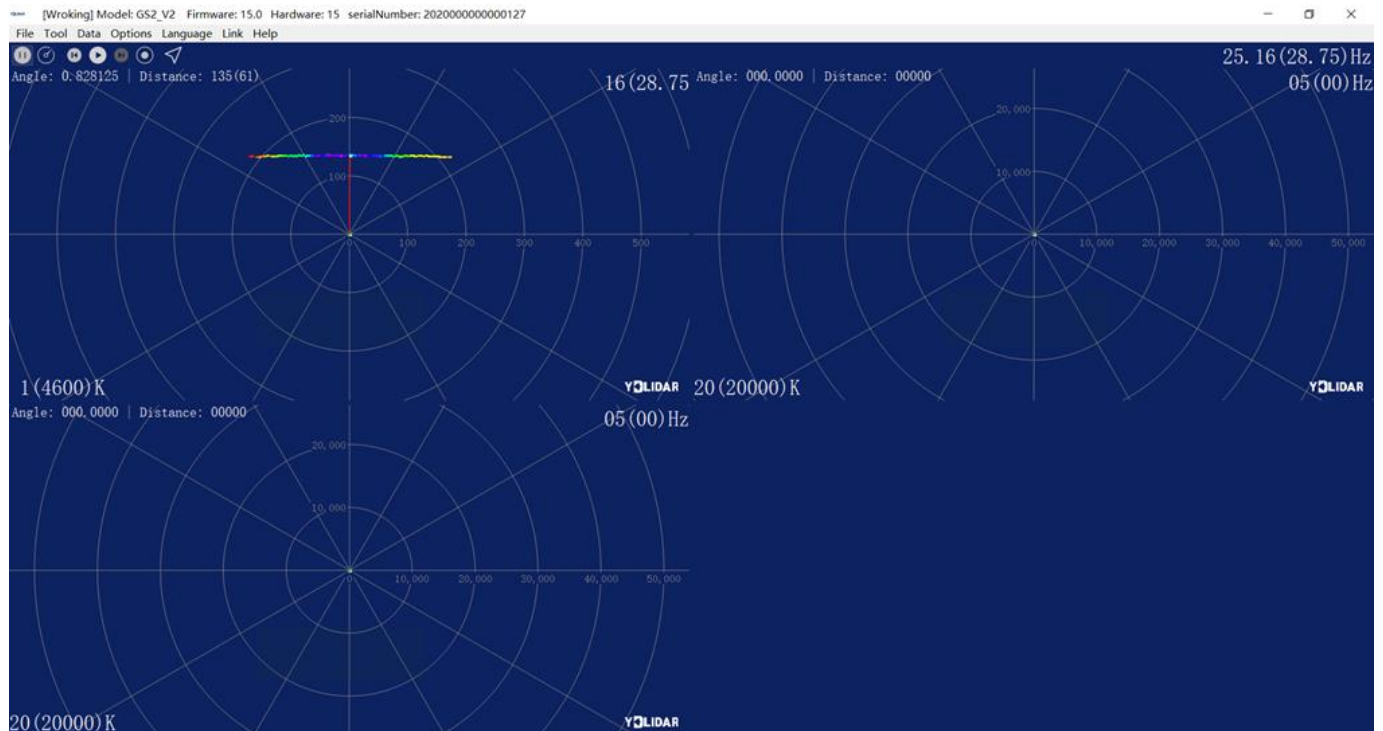 [Wroking] Model: GS2_V2 Firmware: 15.0 Hardware: 15 serialNumber: 2020000000000127
File Tool Data Options Language Link Help
25.16(28.75)Hz
Angle: 0.828125 | Distance: 135(61)
16(28.75
200
100
0 100 200 300 400 500
1(4600)K
YDLIDAR
Angle: 000.0000 | Distance: 00000
05(00)Hz
20,000
10,000
0 10,000 20,000 30,000 40,000 50,000
20(20000)K
YDLIDAR
Angle: 000.0000 | Distance: 00000
05(00)Hz
20,000
10,000
0 10,000 20,000 30,000 40,000 50,000
20(20000)K
YDLIDAR